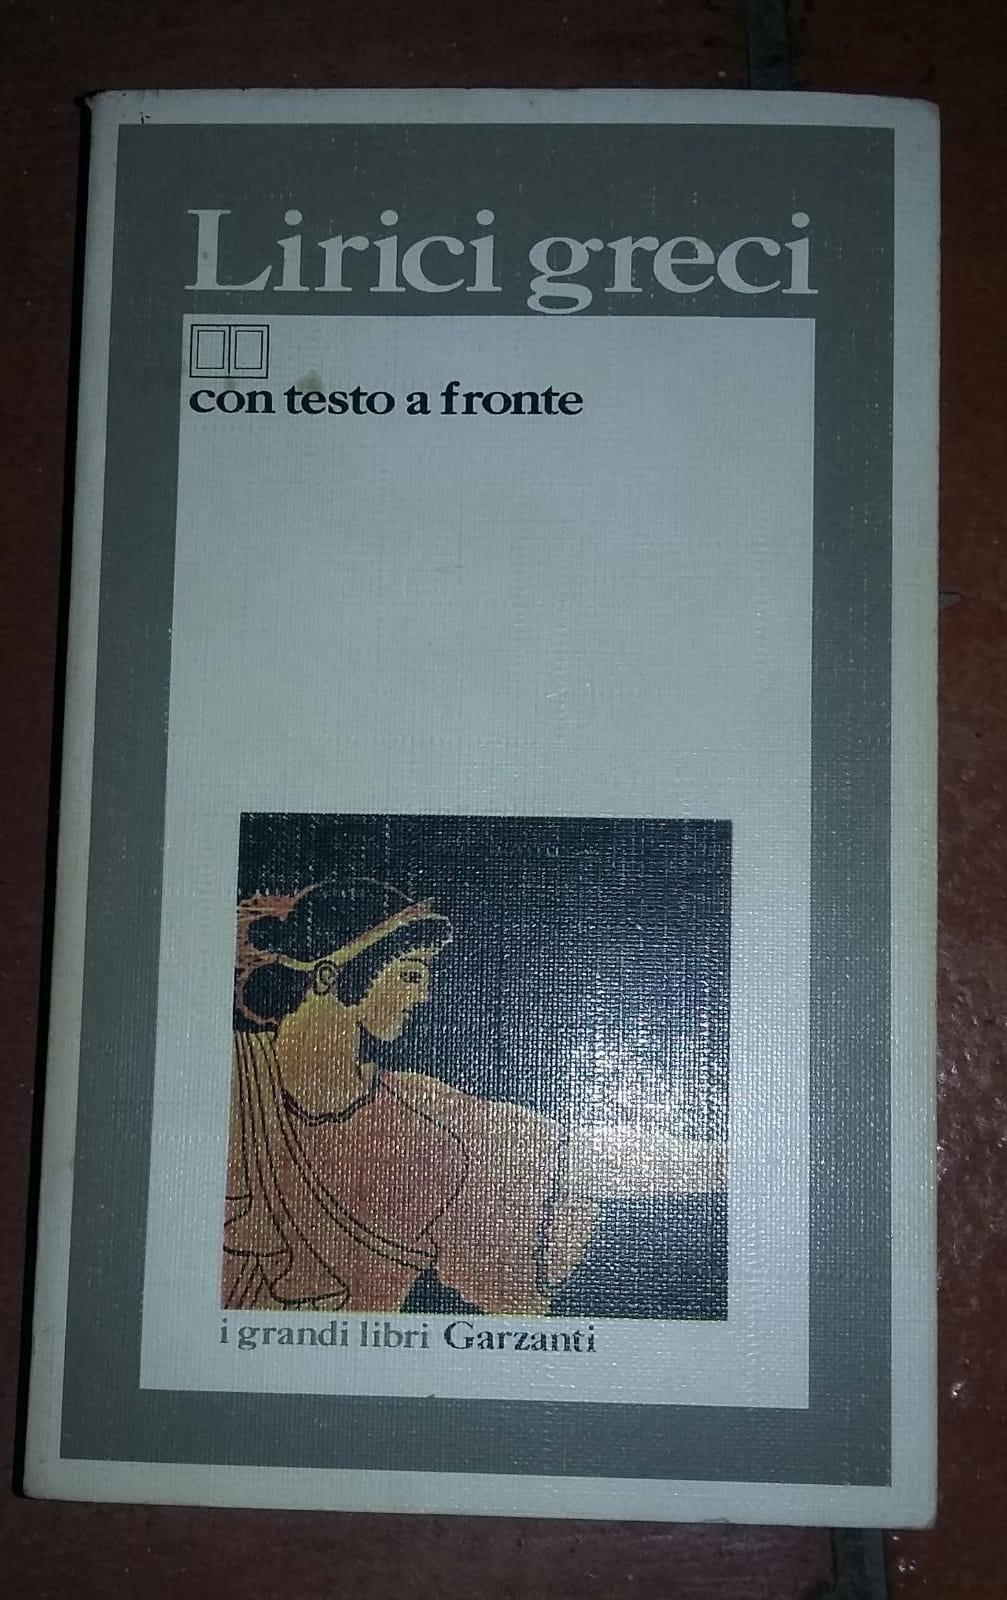 Lirici greci
con testo a fronte
i grandi libri Garzanti